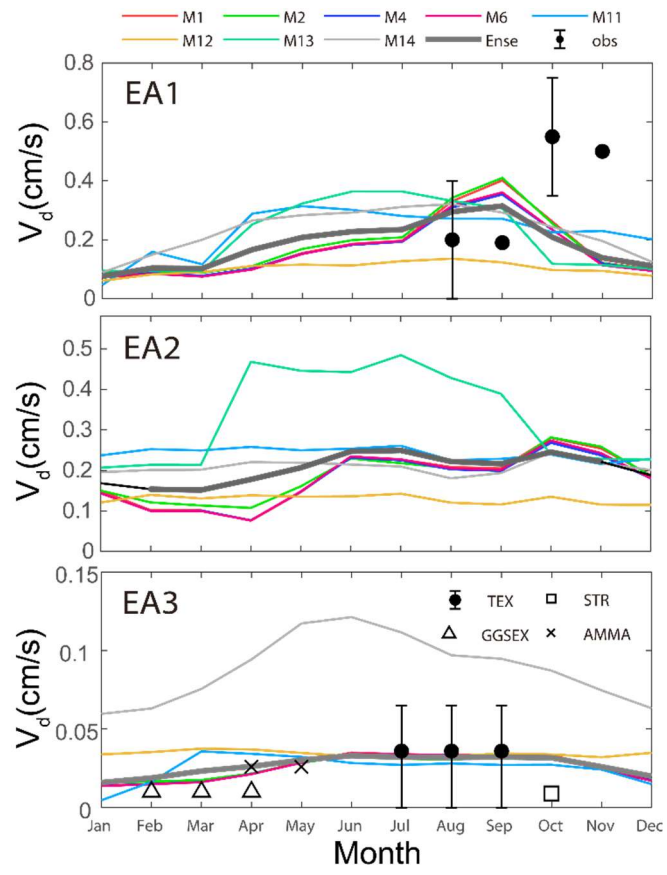 M1 M2 M4 M6 M11
M12 M13 M14 Ense obs
EA1
V_d(cm/s)
0.8
0.6
0.4
0.2
0
EA2
V_d(cm/s)
0.5
0.4
0.3
0.2
0.1
0
EA3
V_d(cm/s)
0.15
0.1
0.05
0
TEX STR
GGSEX AMMA
Jan Feb Mar Apr May Jun Jul Aug Sep Oct Nov Dec
Month